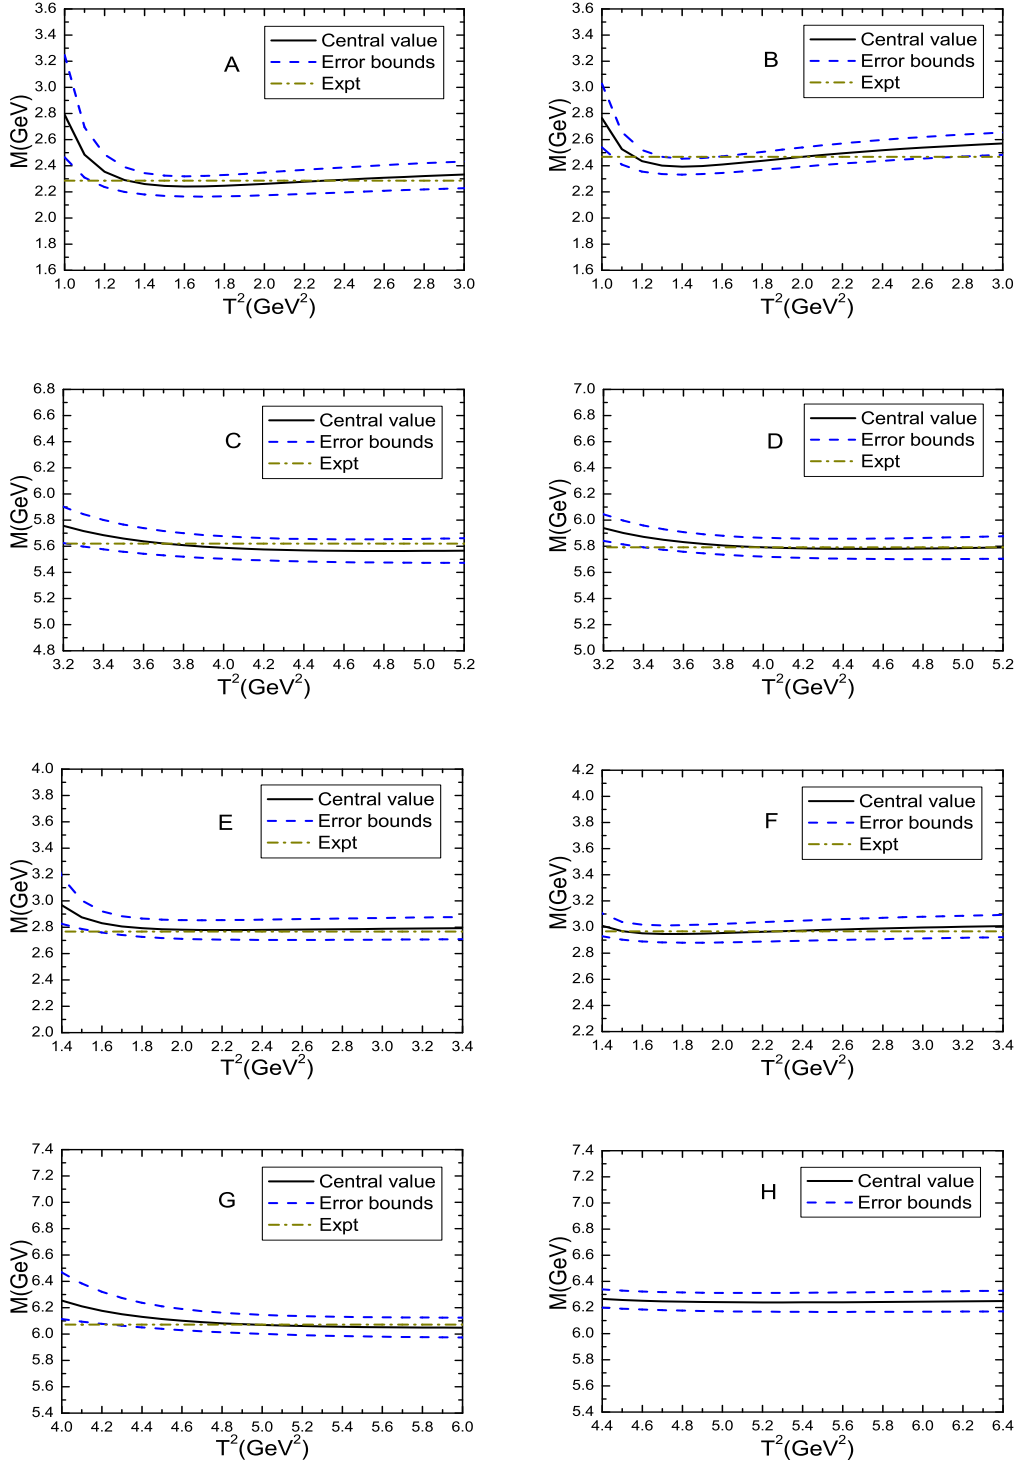 A
Central value
Error bounds
Expt
M(GeV)
3.6
3.4
3.2
3.0
2.8
2.6
2.4
2.2
2.0
1.8
1.6
1.0 1.2 1.4 1.6 1.8 2.0 2.2 2.4 2.6 2.8 3.0
T²(GeV²)
B
Central value
Error bounds
Expt
M(GeV)
3.6
3.4
3.2
3.0
2.8
2.6
2.4
2.2
2.0
1.8
1.6
1.0 1.2 1.4 1.6 1.8 2.0 2.2 2.4 2.6 2.8 3.0
T²(GeV²)
C
Central value
Error bounds
Expt
M(GeV)
6.8
6.6
6.4
6.2
6.0
5.8
5.6
5.4
5.2
5.0
4.8
3.2 3.4 3.6 3.8 4.0 4.2 4.4 4.6 4.8 5.0 5.2
T²(GeV²)
D
Central value
Error bounds
Expt
M(GeV)
7.0
6.8
6.6
6.4
6.2
6.0
5.8
5.6
5.4
5.2
5.0
3.2 3.4 3.6 3.8 4.0 4.2 4.4 4.6 4.8 5.0 5.2
T²(GeV²)
E
Central value
Error bounds
Expt
M(GeV)
4.0
3.8
3.6
3.4
3.2
3.0
2.8
2.6
2.4
2.2
2.0
1.4 1.6 1.8 2.0 2.2 2.4 2.6 2.8 3.0 3.2 3.4
T²(GeV²)
F
Central value
Error bounds
Expt
M(GeV)
4.2
4.0
3.8
3.6
3.4
3.2
3.0
2.8
2.6
2.4
2.2
1.4 1.6 1.8 2.0 2.2 2.4 2.6 2.8 3.0 3.2 3.4
T²(GeV²)
G
Central value
Error bounds
Expt
M(GeV)
7.4
7.2
7.0
6.8
6.6
6.4
6.2
6.0
5.8
5.6
5.4
4.0 4.2 4.4 4.6 4.8 5.0 5.2 5.4 5.6 5.8 6.0
T²(GeV²)
H
Central value
Error bounds
M(GeV)
7.4
7.2
7.0
6.8
6.6
6.4
6.2
6.0
5.8
5.6
5.4
4.4 4.6 4.8 5.0 5.2 5.4 5.6 5.8 6.0 6.2 6.4
T²(GeV²)